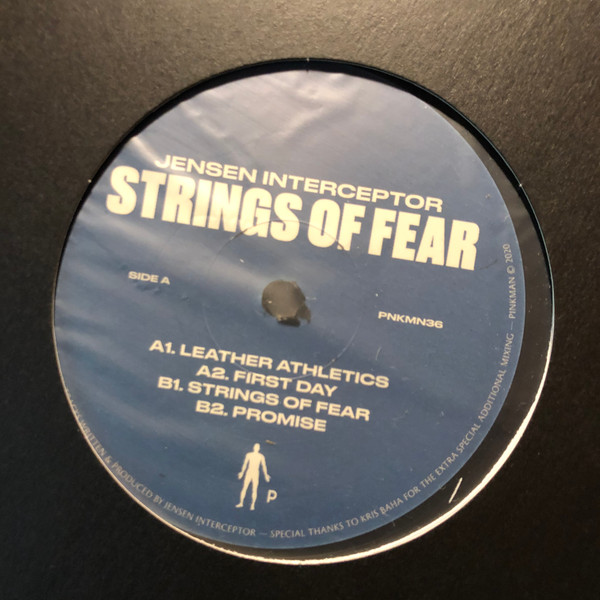 JENSEN INTERCEPTOR
STRINGS OF FEAR
SIDE A
PNKMN36
A1. LEATHER ATHLETICS
A2. FIRST DAY
B1. STRINGS OF FEAR
B2. PROMISE
P
WRITTEN & PRODUCED BY JENSEN INTERCEPTOR — SPECIAL THANKS TO KRIS BAHA FOR THE EXTRA SPECIAL ADDITIONAL MIXING — PINKMAN © 2020